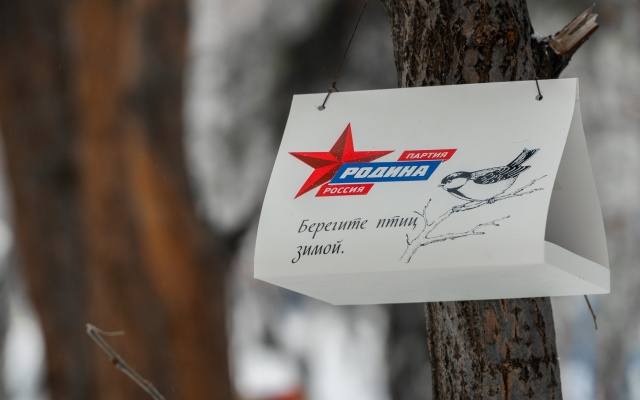 ПАРТИЯ
РОДИНА
РОССИЯ
Берегите птиц
зимой.